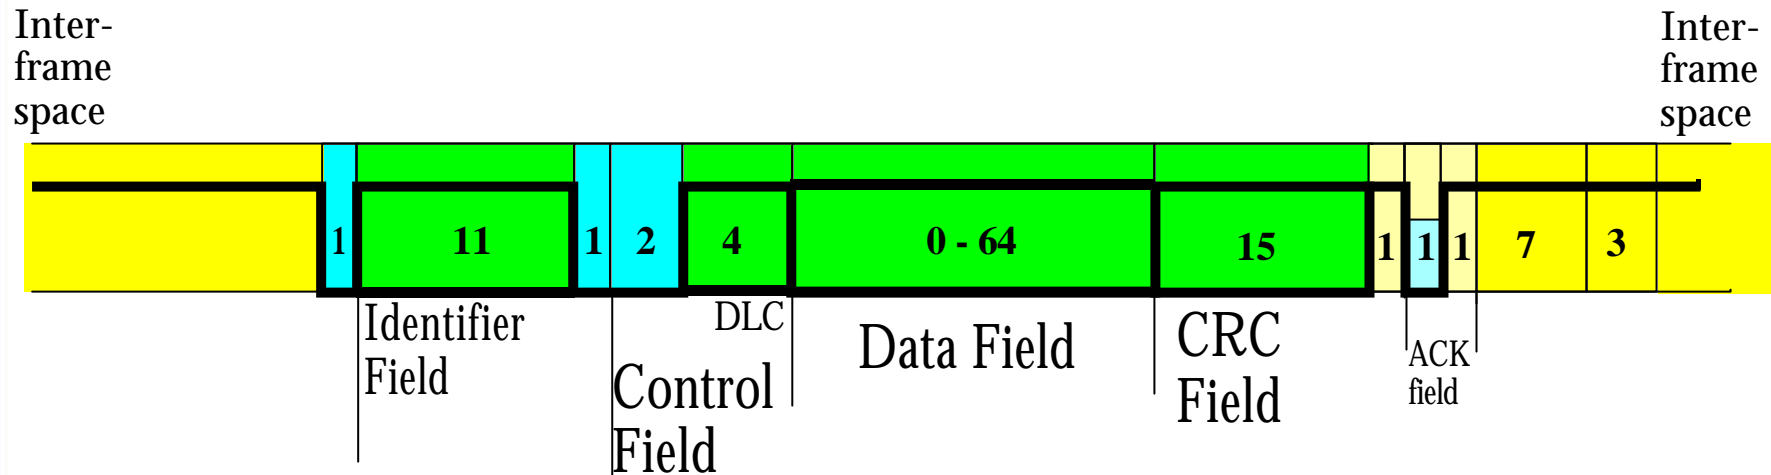 Inter-
frame
space
Inter-
frame
space
1 11 1 2 4 0 - 64 15 1 1 1 7 3
Identifier
Field
DLC
Control
Field
Data Field
CRC
Field
ACK
field